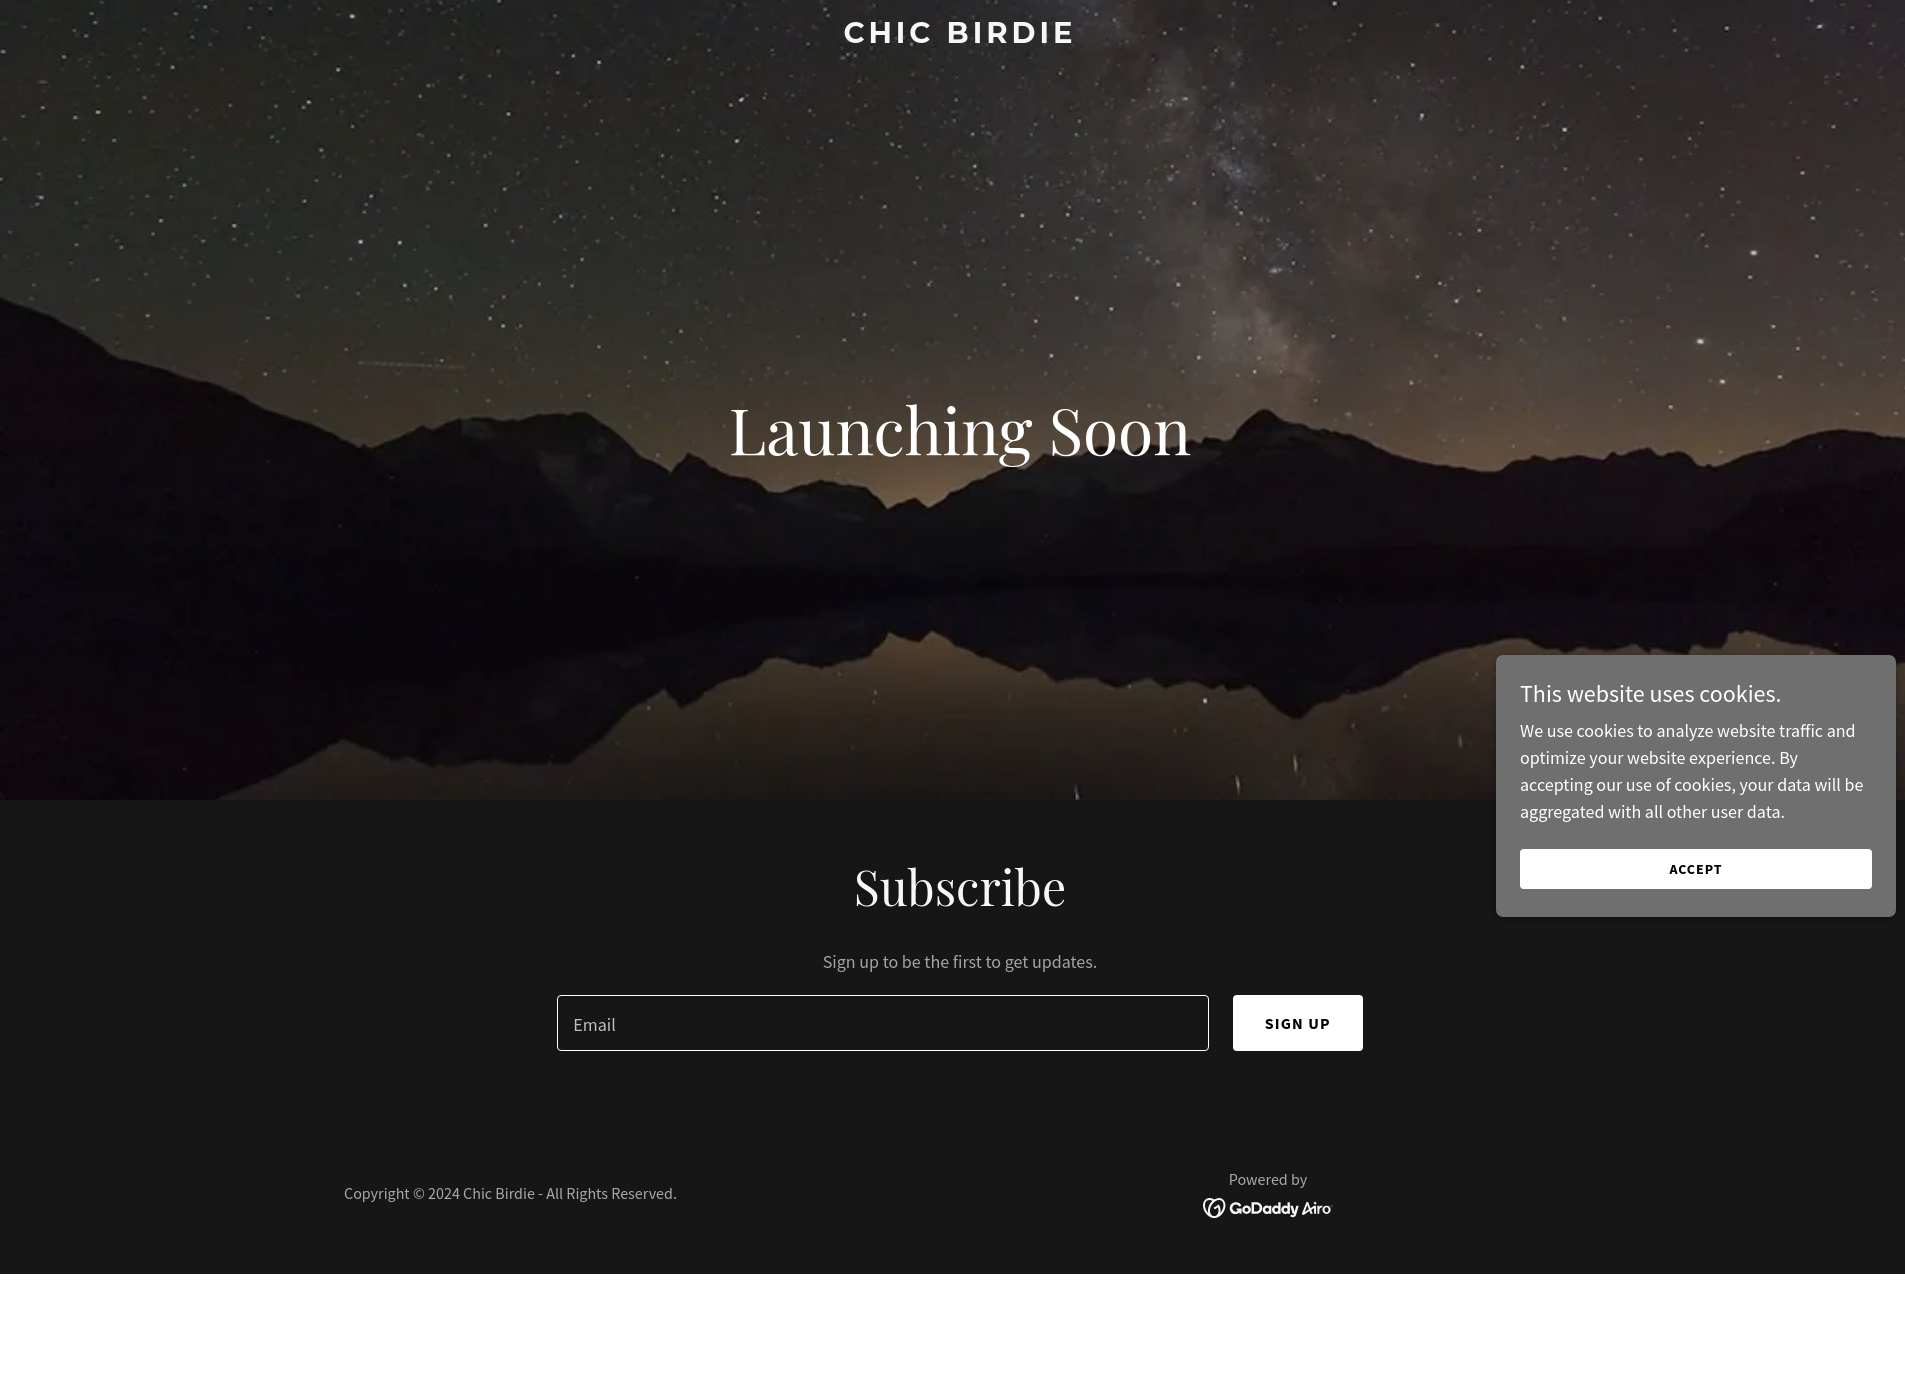 CHIC BIRDIE
Launching Soon
This website uses cookies.
We use cookies to analyze website traffic and
optimize your website experience. By
accepting our use of cookies, your data will be
aggregated with all other user data.
ACCEPT
Subscribe
Sign up to be the first to get updates.
Email
SIGN UP
Copyright © 2024 Chic Birdie - All Rights Reserved.
Powered by
GoDaddy Airo